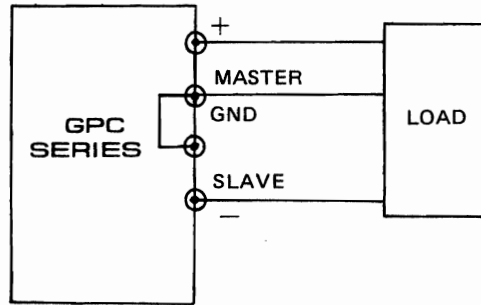 +
MASTER
GND
GPC
SERIES
LOAD
SLAVE
−